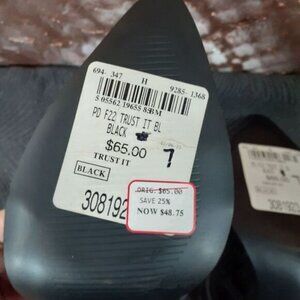 694- 347 H 9285- 1368
5 05562 19655 8 BM
PD F22 TRUST IT BL
BLACK
$65.00
7
TRUST IT
BLACK
308192
ORIG. $65.00
SAVE 25%
NOW $48.75